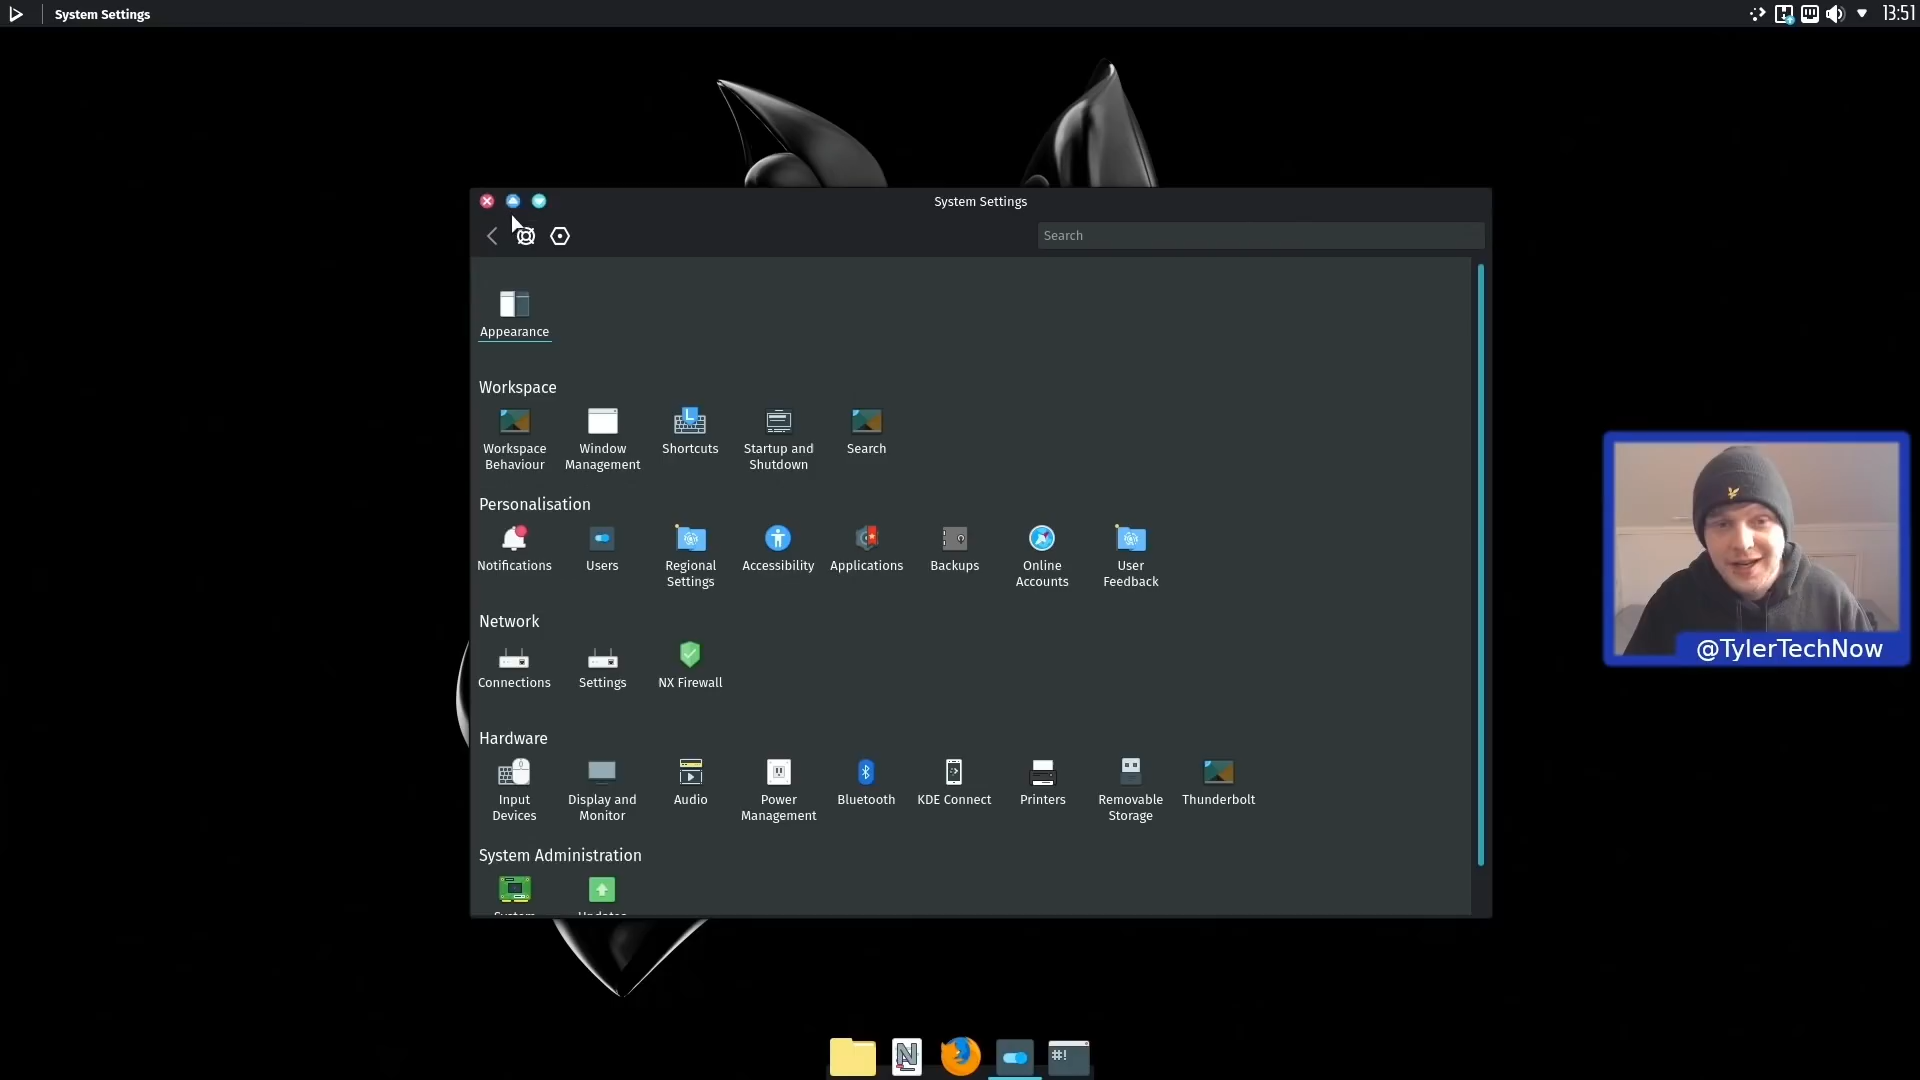 System Settings
13:51
System Settings
Search
Appearance
Workspace
Workspace Behaviour
Window Management
Shortcuts
Startup and Shutdown
Search
Personalisation
Notifications
Users
Regional Settings
Accessibility
Applications
Backups
Online Accounts
User Feedback
Network
Connections
Settings
NX Firewall
Hardware
Input Devices
Display and Monitor
Audio
Power Management
Bluetooth
KDE Connect
Printers
Removable Storage
Thunderbolt
System Administration
System
Updates
@TylerTechNow
#!